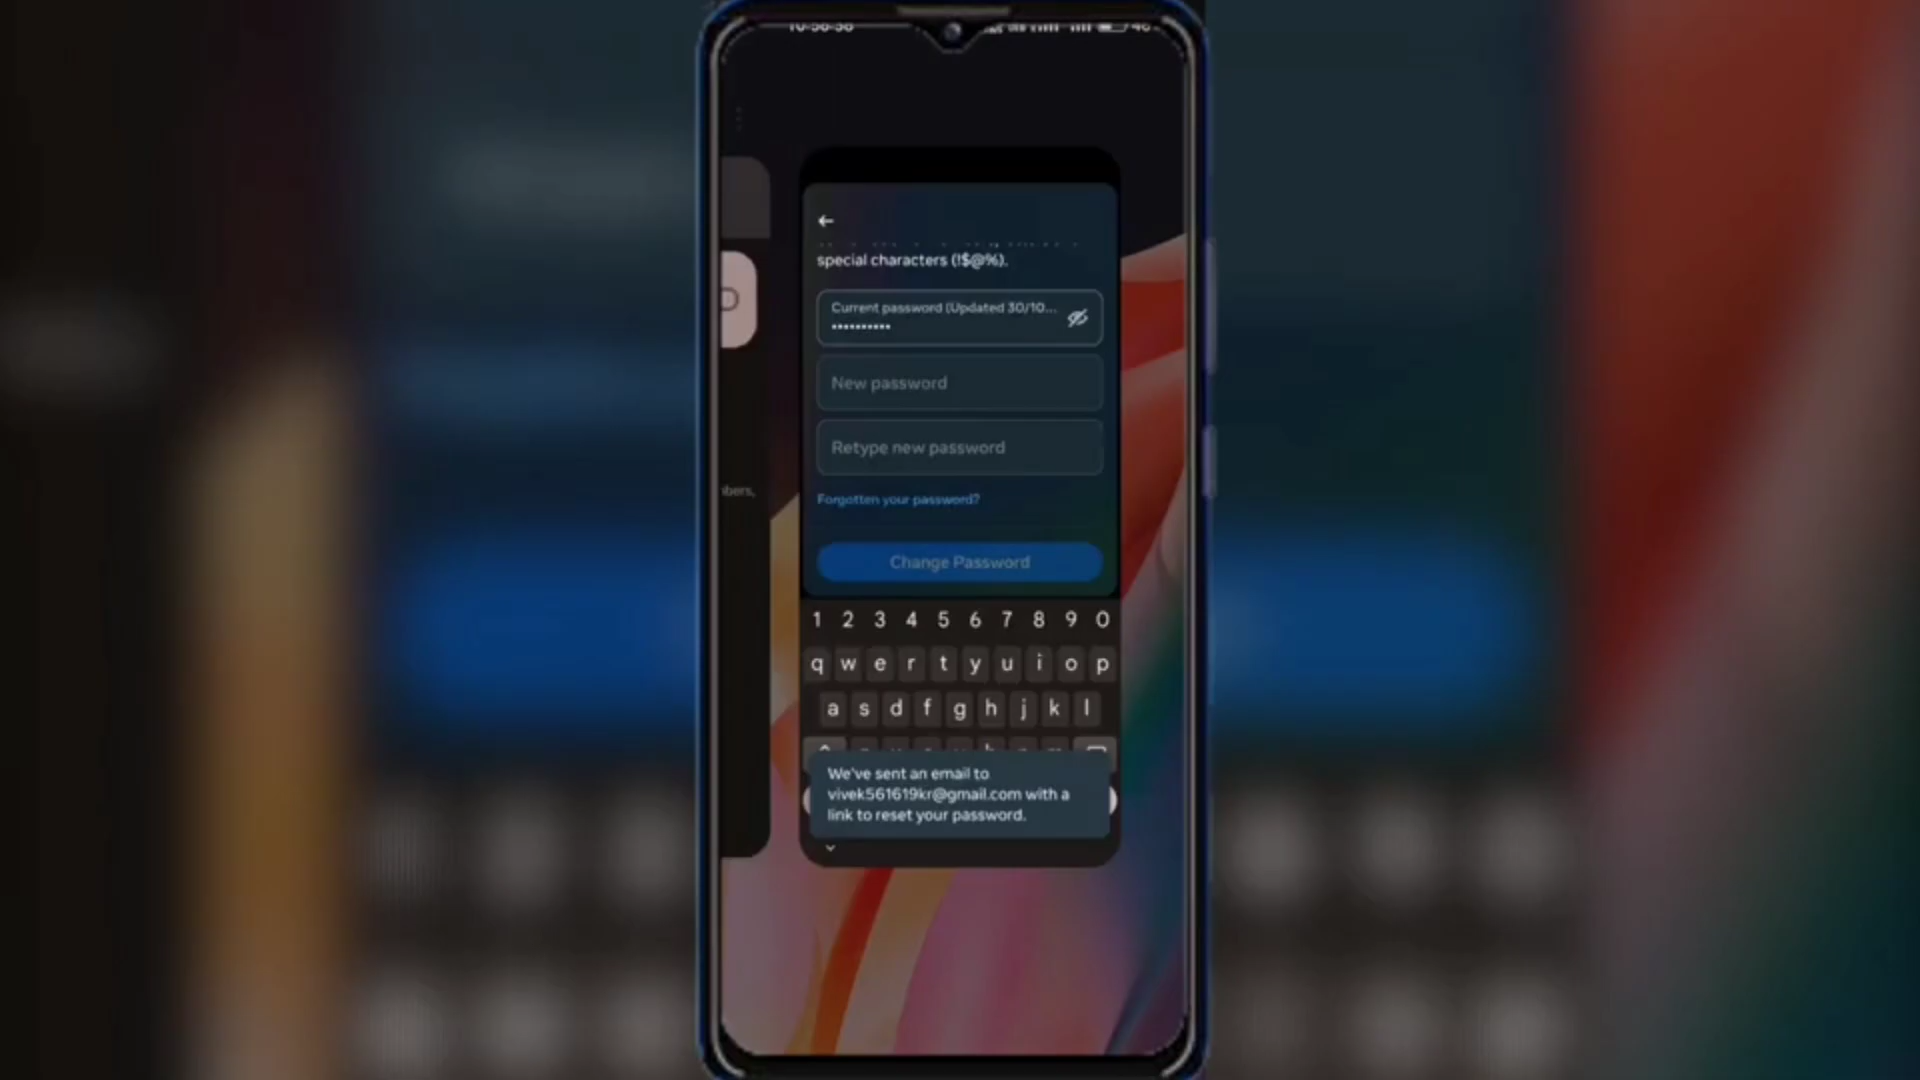 special characters (!$@%).
Current password (Updated 30/10...
••••••••••
New password
Retype new password
Forgotten your password?
Change Password
bers,
1 2 3 4 5 6 7 8 9 0
q w e r t y u i o p
a s d f g h j k l
We've sent an email to
vivek561619kr@gmail.com with a
link to reset your password.